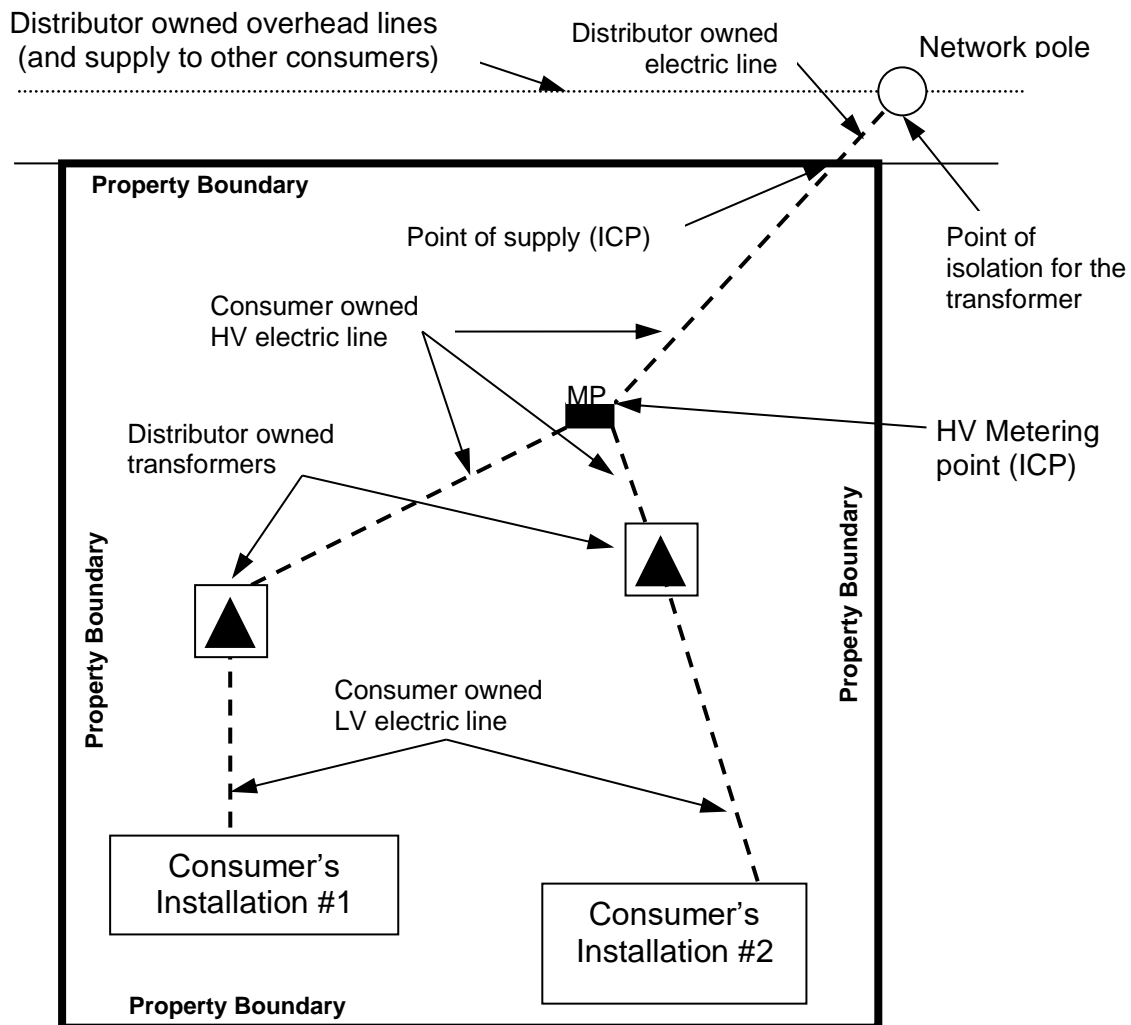 Distributor owned overhead lines
(and supply to other consumers)
Distributor owned
electric line
Network pole
Property Boundary
Point of supply (ICP)
Point of
isolation for the
transformer
Consumer owned
HV electric line
MP
Distributor owned
transformers
HV Metering
point (ICP)
Property Boundary
Property Boundary
Consumer owned
LV electric line
Consumer's
Installation #1
Consumer's
Installation #2
Property Boundary